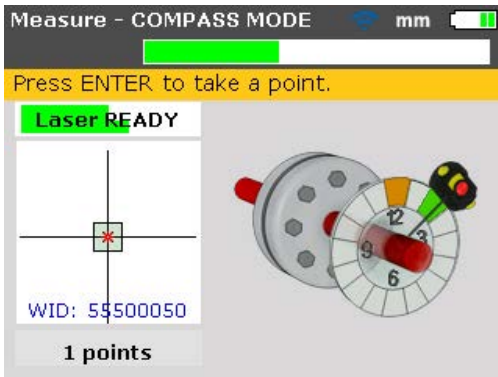 Measure - COMPASS MODE mm
Press ENTER to take a point.
Laser READY
12
3
9
6
WID: 55500050
1 points